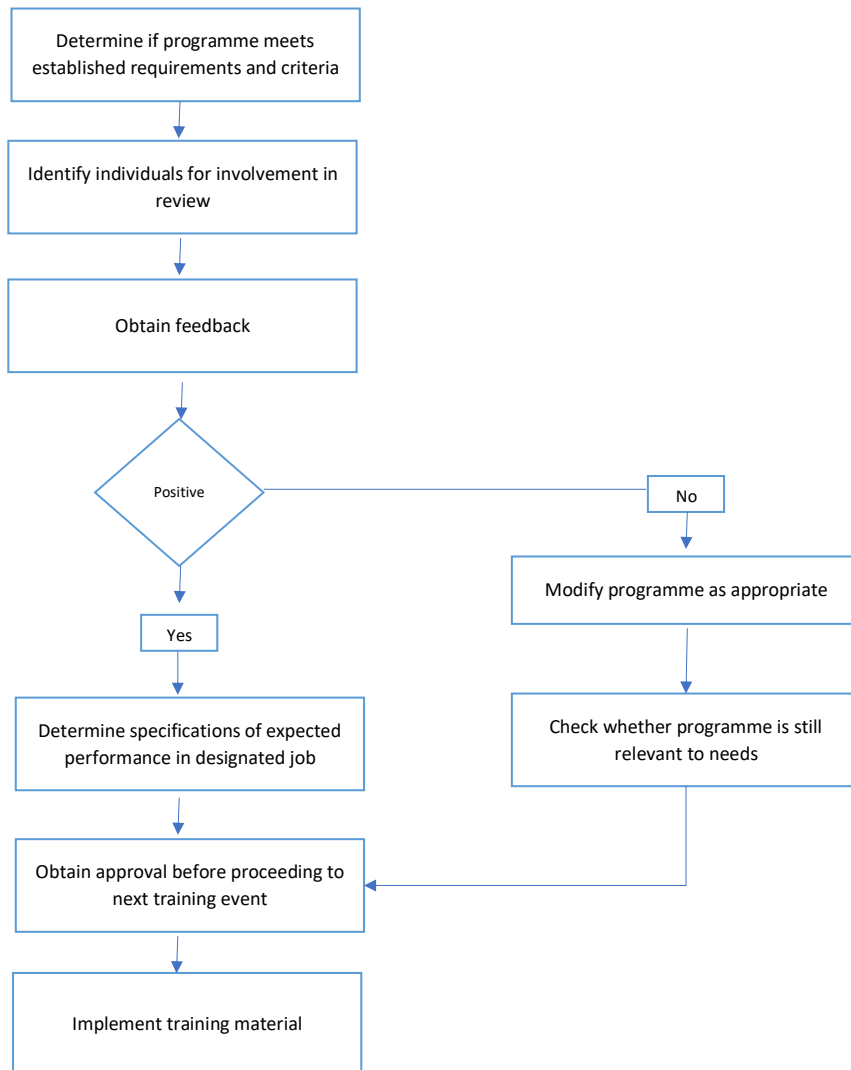 Determine if programme meets
established requirements and criteria
Identify individuals for involvement in
review
Obtain feedback
Positive
No
Modify programme as appropriate
Yes
Check whether programme is still
relevant to needs
Determine specifications of expected
performance in designated job
Obtain approval before proceeding to
next training event
Implement training material